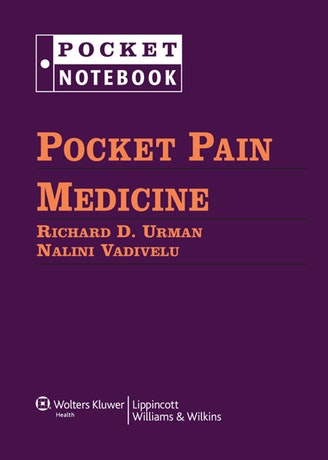 POCKET
NOTEBOOK
POCKET PAIN
MEDICINE
RICHARD D. URMAN
NALINI VADIVELU
Wolters Kluwer
Health
Lippincott
Williams & Wilkins